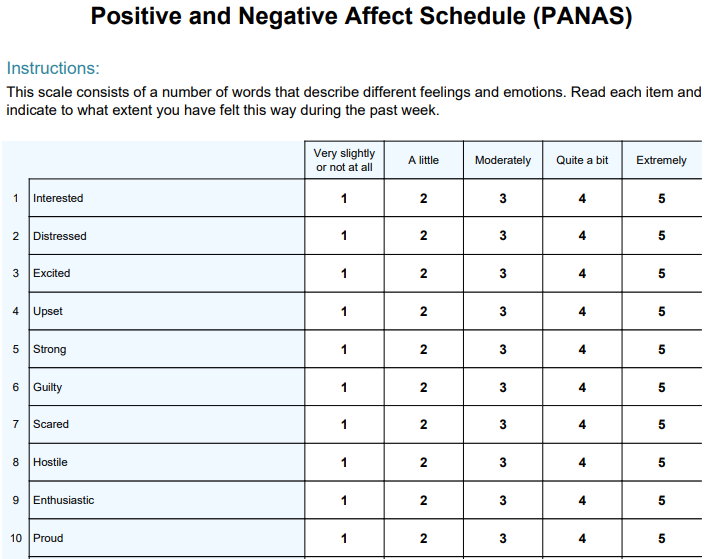 Positive and Negative Affect Schedule (PANAS)
Instructions:
This scale consists of a number of words that describe different feelings and emotions. Read each item and
indicate to what extent you have felt this way during the past week.
Very slightly
or not at all
A little
Moderately
Quite a bit
Extremely
1 Interested 1 2 3 4 5
2 Distressed 1 2 3 4 5
3 Excited 1 2 3 4 5
4 Upset 1 2 3 4 5
5 Strong 1 2 3 4 5
6 Guilty 1 2 3 4 5
7 Scared 1 2 3 4 5
8 Hostile 1 2 3 4 5
9 Enthusiastic 1 2 3 4 5
10 Proud 1 2 3 4 5